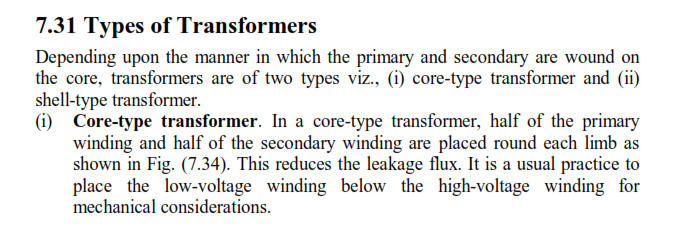 7.31 Types of Transformers
Depending upon the manner in which the primary and secondary are wound on
the core, transformers are of two types viz., (i) core-type transformer and (ii)
shell-type transformer.
(i) Core-type transformer. In a core-type transformer, half of the primary
winding and half of the secondary winding are placed round each limb as
shown in Fig. (7.34). This reduces the leakage flux. It is a usual practice to
place the low-voltage winding below the high-voltage winding for
mechanical considerations.